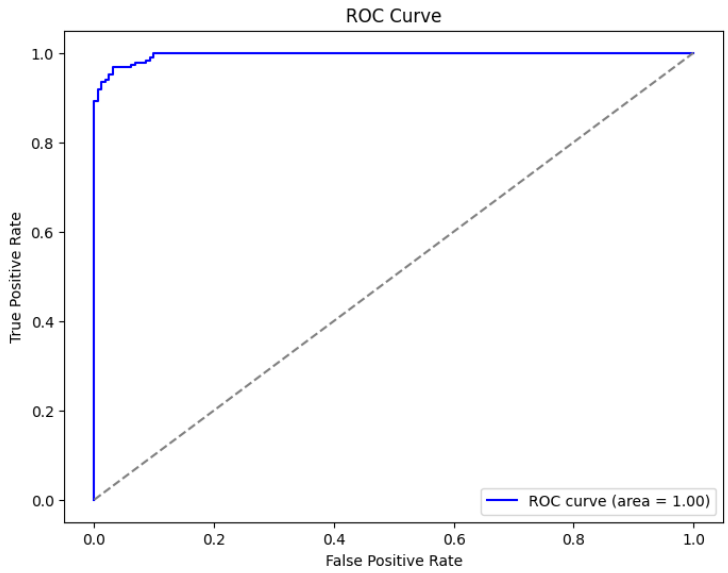 ROC Curve
True Positive Rate
1.0
0.8
0.6
0.4
0.2
0.0
ROC curve (area = 1.00)
0.0 0.2 0.4 0.6 0.8 1.0
False Positive Rate